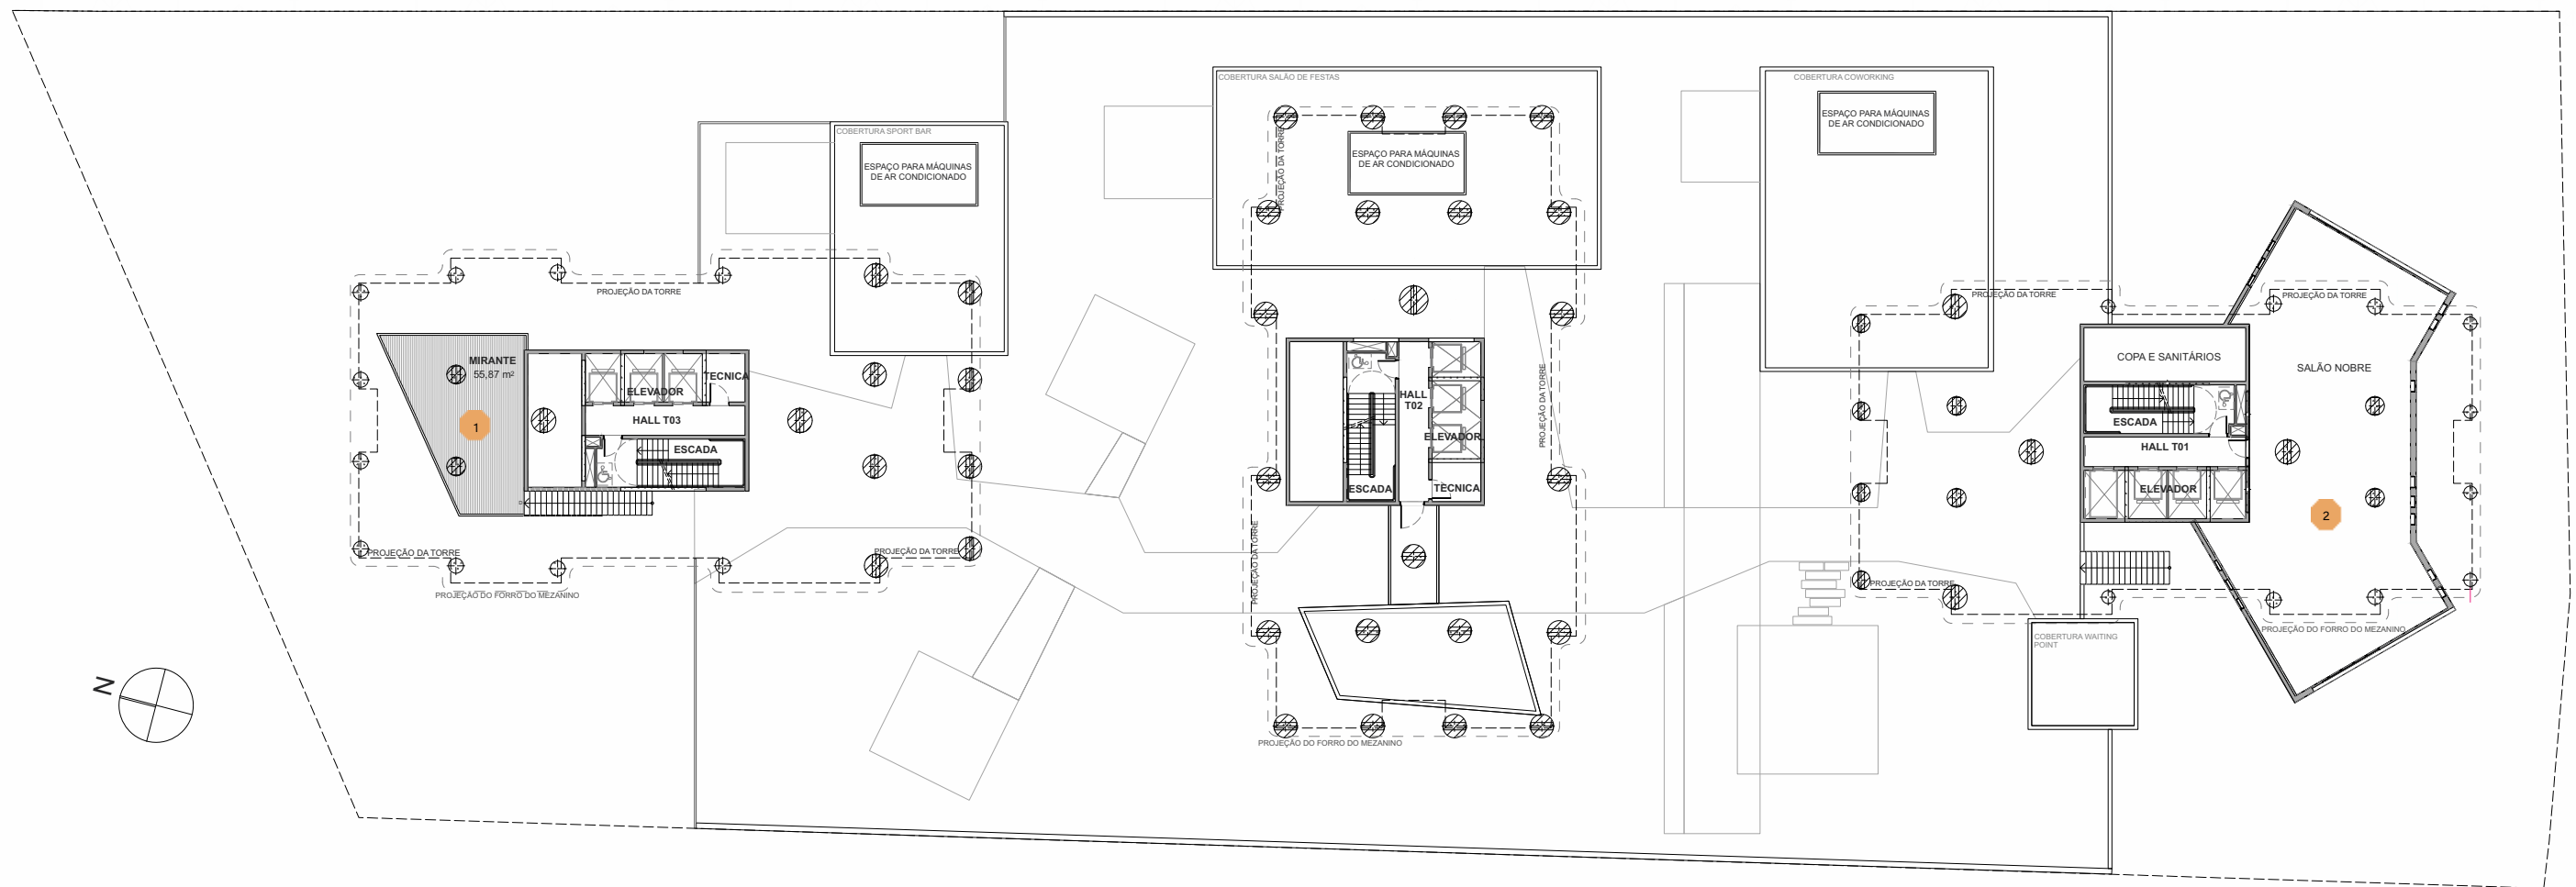 COBERTURA SALÃO DE FESTAS
COBERTURA COWORKING
COBERTURA SPORT BAR
ESPAÇO PARA MÁQUINAS
DE AR CONDICIONADO
ESPAÇO PARA MÁQUINAS
DE AR CONDICIONADO
ESPAÇO PARA MÁQUINAS
DE AR CONDICIONADO
PROJEÇÃO DA TORRE
PROJEÇÃO DA TORRE
PROJEÇÃO DA TORRE
PROJEÇÃO DA TORRE
MIRANTE
55,87 m²
1
TECNICA
ELEVADOR
HALL T03
ESCADA
PROJEÇÃO DA TORRE
PROJEÇÃO DA TORRE
PROJEÇÃO DO FORRO DO MEZANINO
HALL
T02
ELEVADOR
ESCADA
TECNICA
PROJEÇÃO DA TORRE
PROJEÇÃO DA TORRE
PROJEÇÃO DO FORRO DO MEZANINO
COPA E SANITÁRIOS
SALÃO NOBRE
ESCADA
HALL T01
ELEVADOR
2
PROJEÇÃO DA TORRE
PROJEÇÃO DO FORRO DO MEZANINO
COBERTURA WAITING
POINT
N